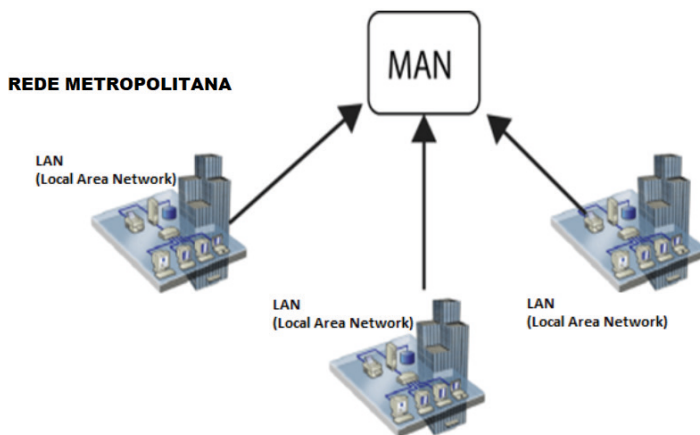 MAN
REDE METROPOLITANA
LAN
(Local Area Network)
LAN
(Local Area Network)
LAN
(Local Area Network)